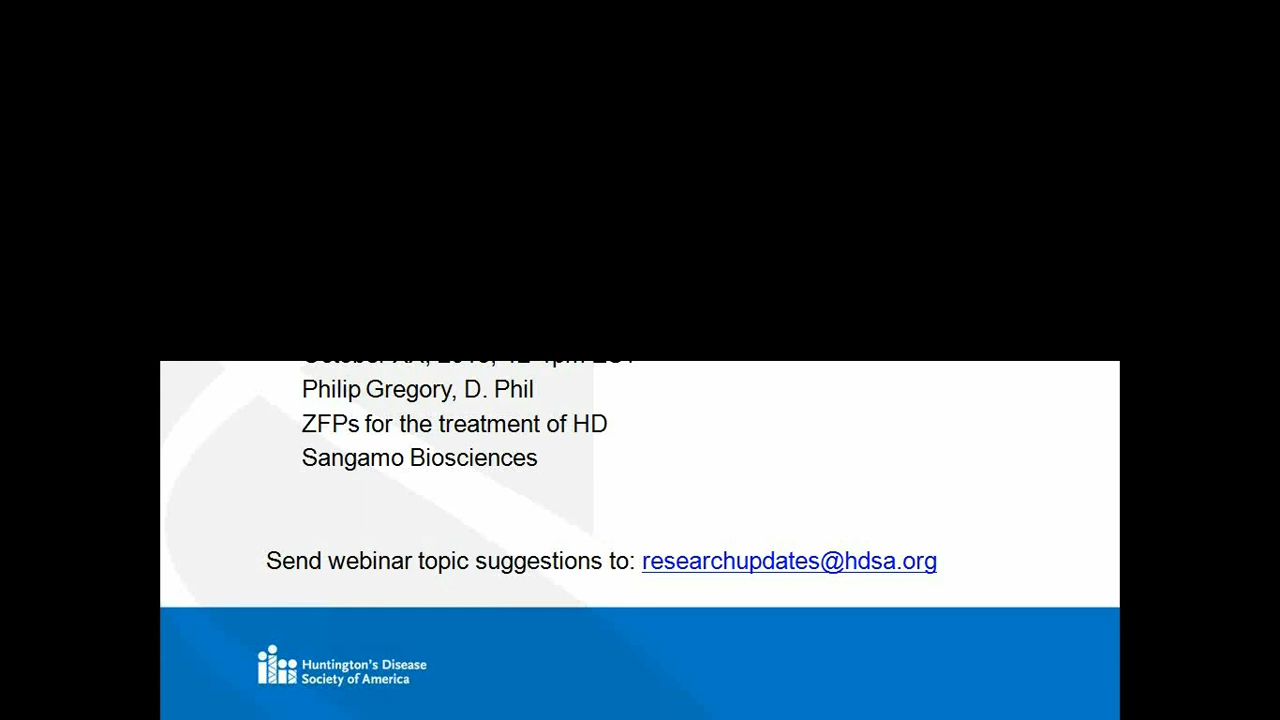 Philip Gregory, D. Phil
ZFPs for the treatment of HD
Sangamo Biosciences
Send webinar topic suggestions to: researchupdates@hdsa.org
Huntington's Disease
Society of America